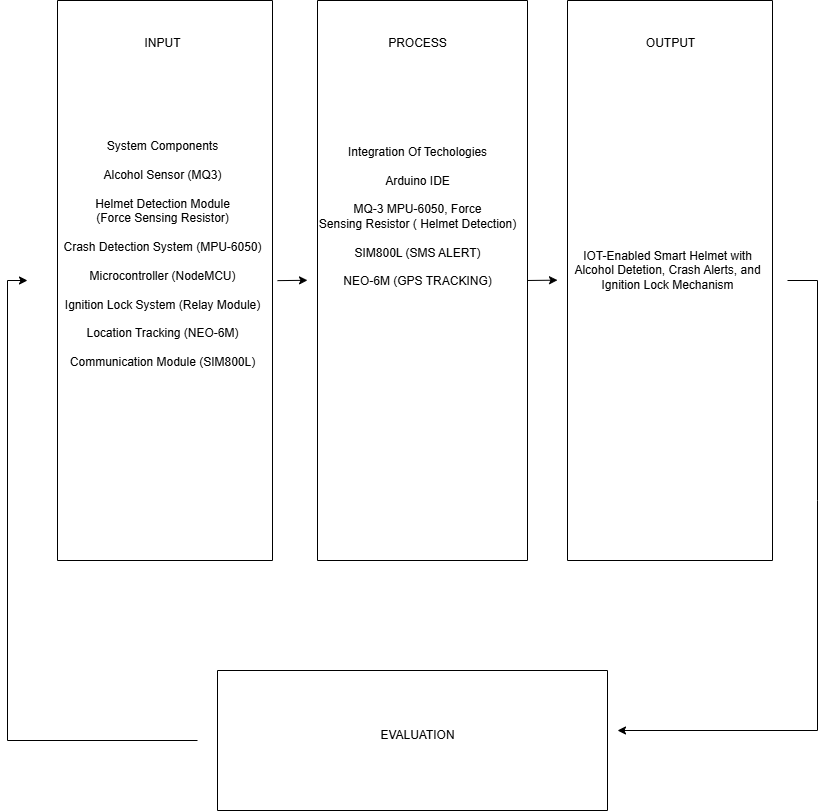 INPUT
System Components
Alcohol Sensor (MQ3)
Helmet Detection Module
(Force Sensing Resistor)
Crash Detection System (MPU-6050)
Microcontroller (NodeMCU)
Ignition Lock System (Relay Module)
Location Tracking (NEO-6M)
Communication Module (SIM800L)
PROCESS
Integration Of Techologies
Arduino IDE
MQ-3 MPU-6050, Force
Sensing Resistor ( Helmet Detection)
SIM800L (SMS ALERT)
NEO-6M (GPS TRACKING)
OUTPUT
IOT-Enabled Smart Helmet with
Alcohol Detetion, Crash Alerts, and
Ignition Lock Mechanism
EVALUATION